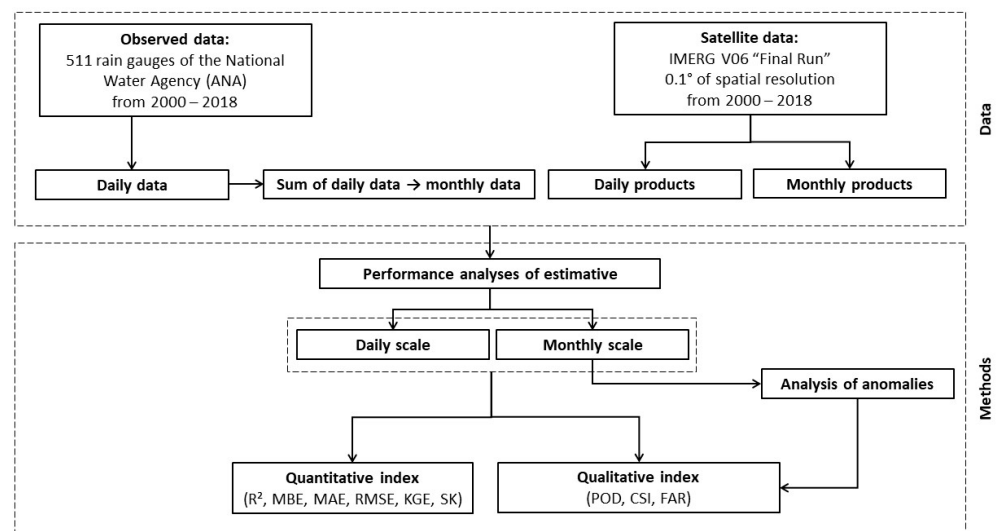 Observed data:
511 rain gauges of the National
Water Agency (ANA)
from 2000 – 2018
Satellite data:
IMERG V06 “Final Run”
0.1° of spatial resolution
from 2000 – 2018
Data
Daily data
Sum of daily data → monthly data
Daily products
Monthly products
Performance analyses of estimative
Daily scale
Monthly scale
Analysis of anomalies
Methods
Quantitative index
(R², MBE, MAE, RMSE, KGE, SK)
Qualitative index
(POD, CSI, FAR)